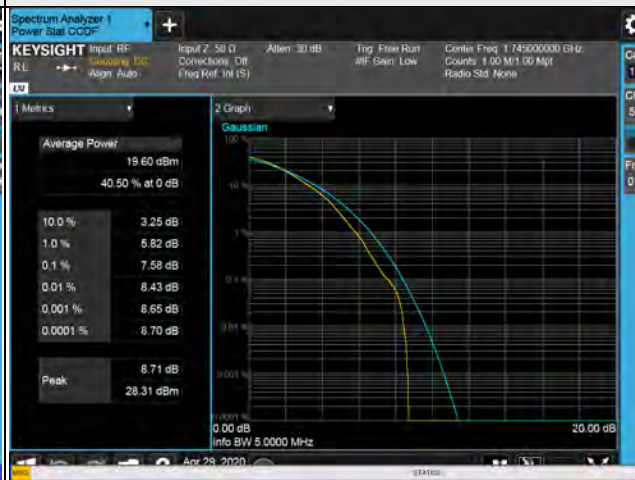 Spectrum Analyzer 1
Power Stat CCDF
+
KEYSIGHT Input: RF Input Z: 50 Ω Atten: 30 dB Trig: Free Run Center Freq: 1.745000000 GHz
RL Coupling: DC Corrections: Off #IF Gain: Low Counts: 1.00 M/1.00 Mpt
Align: Auto Freq Ref: Int (S) Radio Std: None
LXI
1 Metrics
2 Graph
Gaussian
Average Power
19.60 dBm
40.50 % at 0 dB
10.0 % 3.25 dB
1.0 % 5.82 dB
0.1 % 7.58 dB
0.01 % 8.43 dB
0.001 % 8.65 dB
0.0001 % 8.70 dB
Peak 8.71 dB
28.31 dBm
100 %
10 %
1 %
0.1 %
0.01 %
0.001 %
0.0001 %
0.00 dB 20.00 dB
Info BW 5.0000 MHz
Apr 29, 2020
MSG STATUS